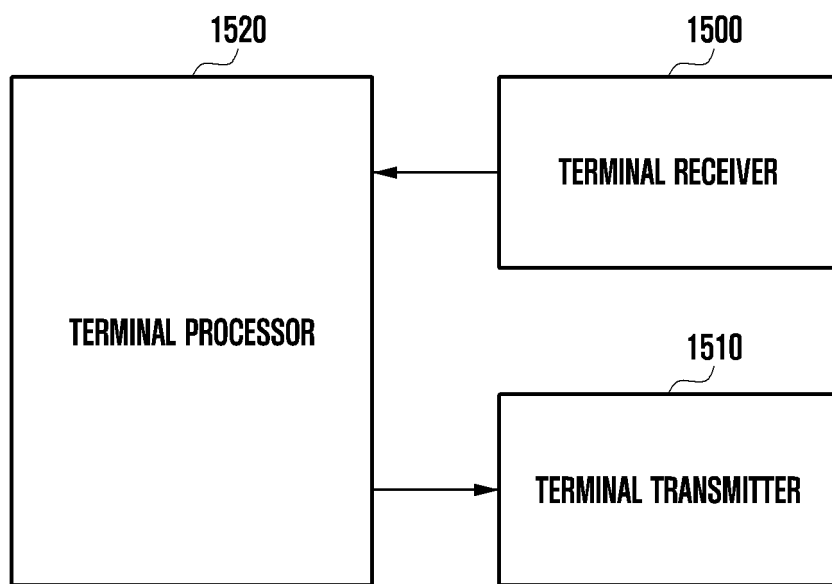 1520
1500
TERMINAL RECEIVER
TERMINAL PROCESSOR
1510
TERMINAL TRANSMITTER